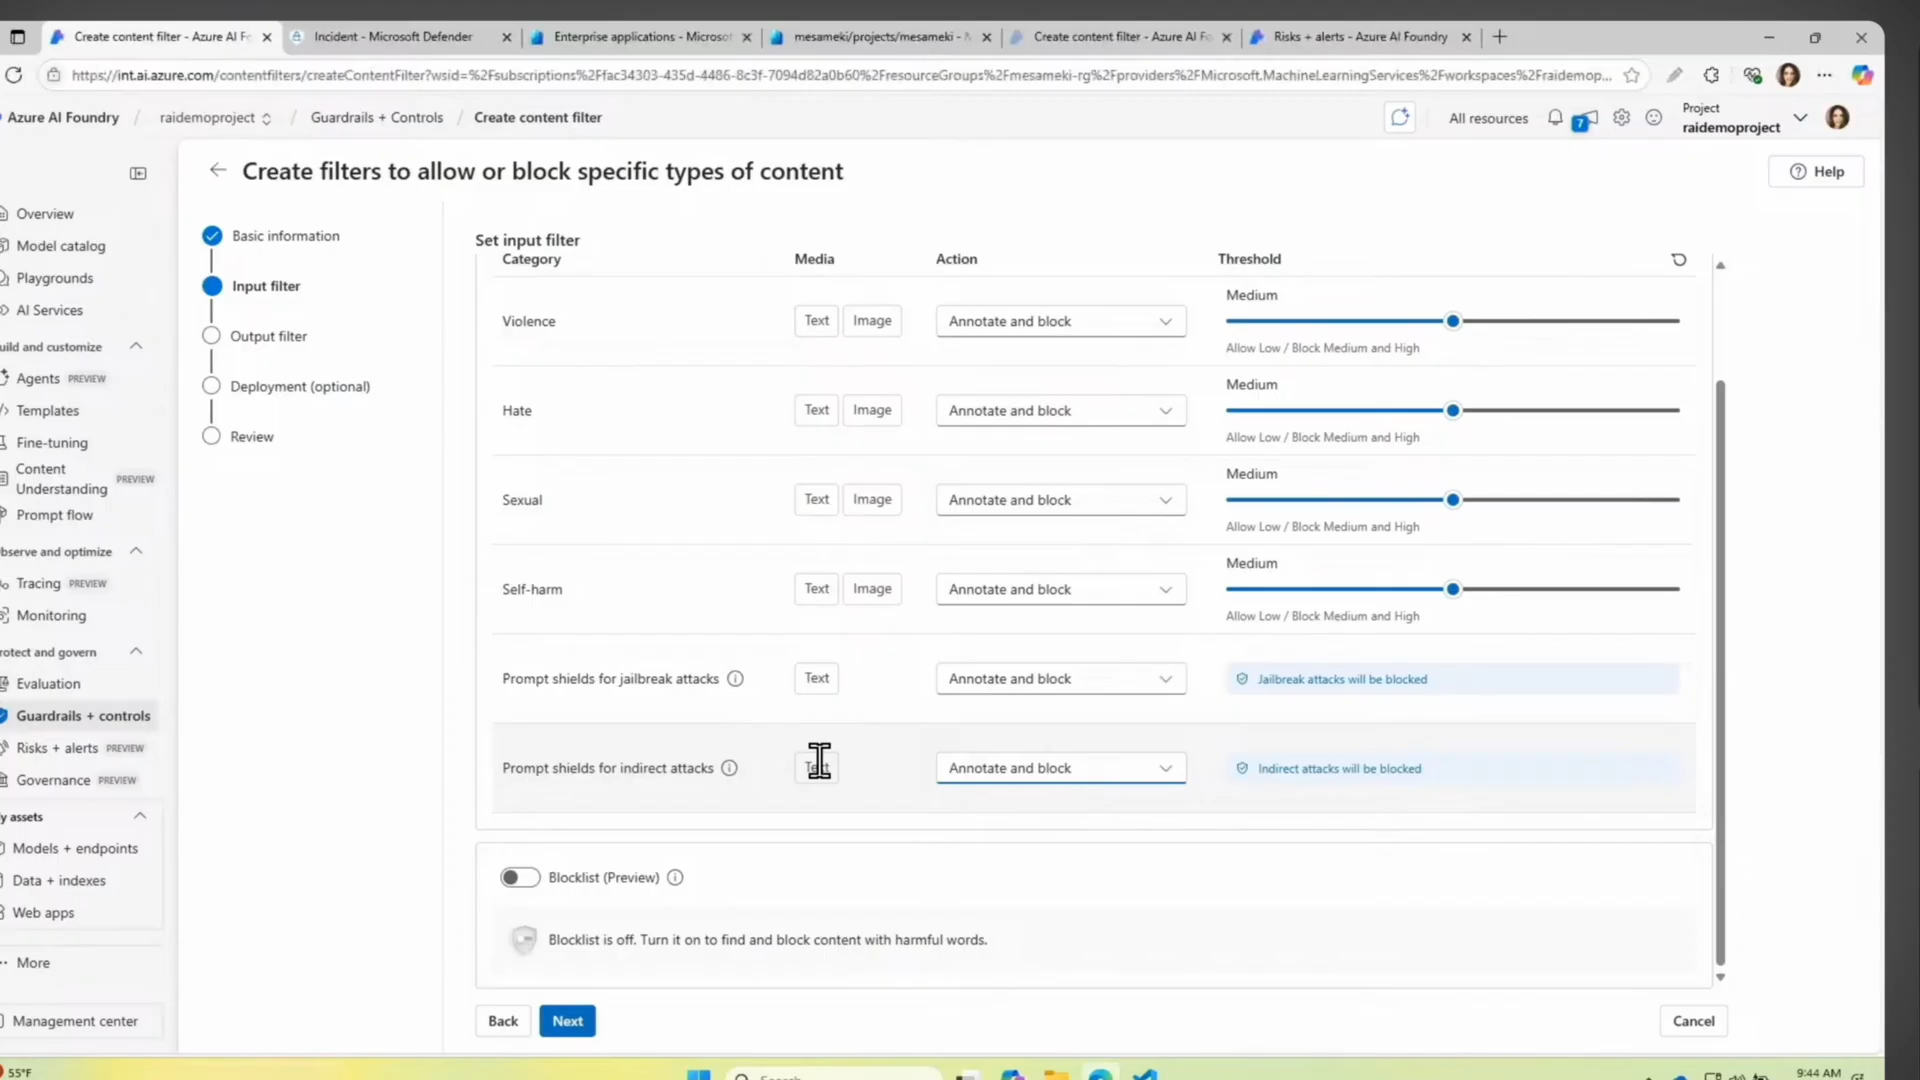 Create content filter - Azure AI Fo
Incident - Microsoft Defender
Enterprise applications - Microsof
mesameki/projects/mesameki -
Create content filter - Azure AI Fo
Risks + alerts - Azure AI Foundry
https://int.ai.azure.com/contentfilters/createContentFilter?wsid=%2Fsubscriptions%2Ffac34303-435d-4486-8c3f-7094d82a0b60%2FresourceGroups%2Fmesameki-rg%2Fproviders%2FMicrosoft.MachineLearningServices%2Fworkspaces%2Fraidemop...
Azure AI Foundry / raidemoproject / Guardrails + Controls / Create content filter
All resources
7
Project
raidemoproject
Create filters to allow or block specific types of content
Help
Overview
Model catalog
Playgrounds
AI Services
uild and customize
Agents PREVIEW
Templates
Fine-tuning
Content
Understanding PREVIEW
Prompt flow
bserve and optimize
Tracing PREVIEW
Monitoring
rotect and govern
Evaluation
Guardrails + controls
Risks + alerts PREVIEW
Governance PREVIEW
y assets
Models + endpoints
Data + indexes
Web apps
More
Management center
Basic information
Input filter
Output filter
Deployment (optional)
Review
Set input filter
Category Media Action Threshold
Medium
Violence Text Image Annotate and block
Allow Low / Block Medium and High
Medium
Hate Text Image Annotate and block
Allow Low / Block Medium and High
Medium
Sexual Text Image Annotate and block
Allow Low / Block Medium and High
Medium
Self-harm Text Image Annotate and block
Allow Low / Block Medium and High
Prompt shields for jailbreak attacks Text Annotate and block Jailbreak attacks will be blocked
Prompt shields for indirect attacks Text Annotate and block Indirect attacks will be blocked
Blocklist (Preview)
Blocklist is off. Turn it on to find and block content with harmful words.
Back
Next
Cancel
55°F
Search
9:44 AM